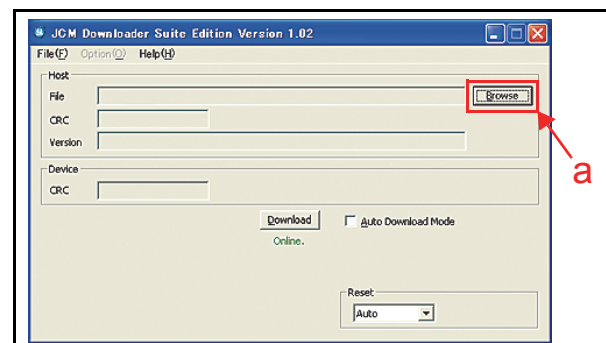 JCM Downloader Suite Edition Version 1.02
File(F) Option(O) Help(H)
Host
File Browse
CRC
Version
a
Device
CRC
Download Auto Download Mode
Online.
Reset
Auto